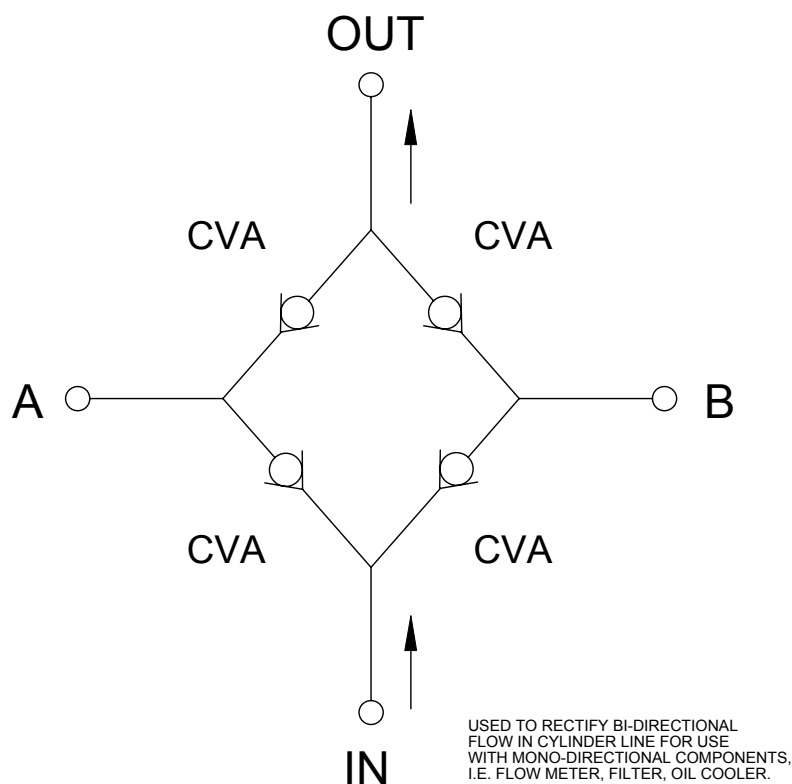 OUT
CVA CVA
A B
CVA CVA
IN
USED TO RECTIFY BI-DIRECTIONAL
FLOW IN CYLINDER LINE FOR USE
WITH MONO-DIRECTIONAL COMPONENTS,
I.E. FLOW METER, FILTER, OIL COOLER.